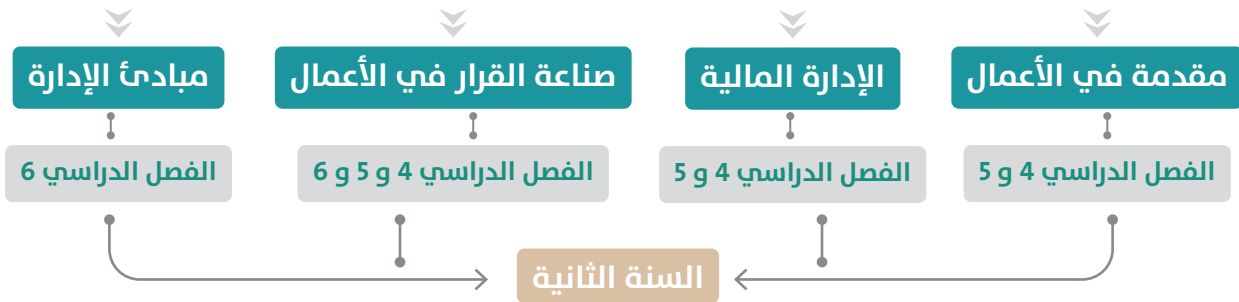 مقدمة في الأعمال
الإدارة المالية
صناعة القرار في الأعمال
مبادئ الإدارة
الفصل الدراسي 4 و 5
الفصل الدراسي 4 و 5
الفصل الدراسي 4 و 5 و 6
الفصل الدراسي 6
السنة الثانية